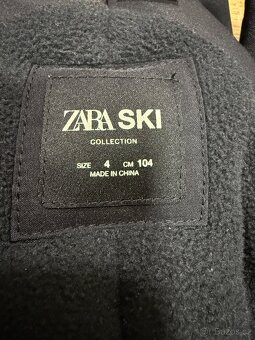 ZARA SKI
COLLECTION
SIZE 4 CM 104
MADE IN CHINA